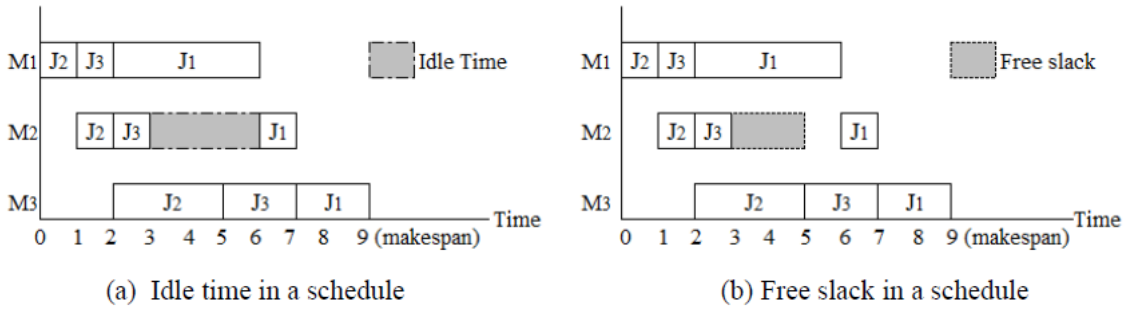 M1 J2 J3 J1 Idle Time
M2 J2 J3 J1
M3 J2 J3 J1
Time
0 1 2 3 4 5 6 7 8 9 (makespan)
(a) Idle time in a schedule
M1 J2 J3 J1 Free slack
M2 J2 J3 J1
M3 J2 J3 J1
Time
0 1 2 3 4 5 6 7 8 9 (makespan)
(b) Free slack in a schedule